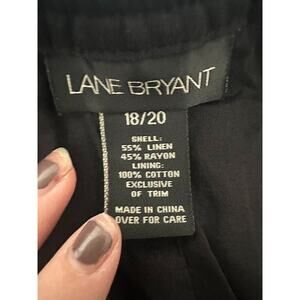 LANE BRYANT
18/20
SHELL:
55% LINEN
45% RAYON
LINING:
100% COTTON
EXCLUSIVE
OF TRIM
MADE IN CHINA
OVER FOR CARE